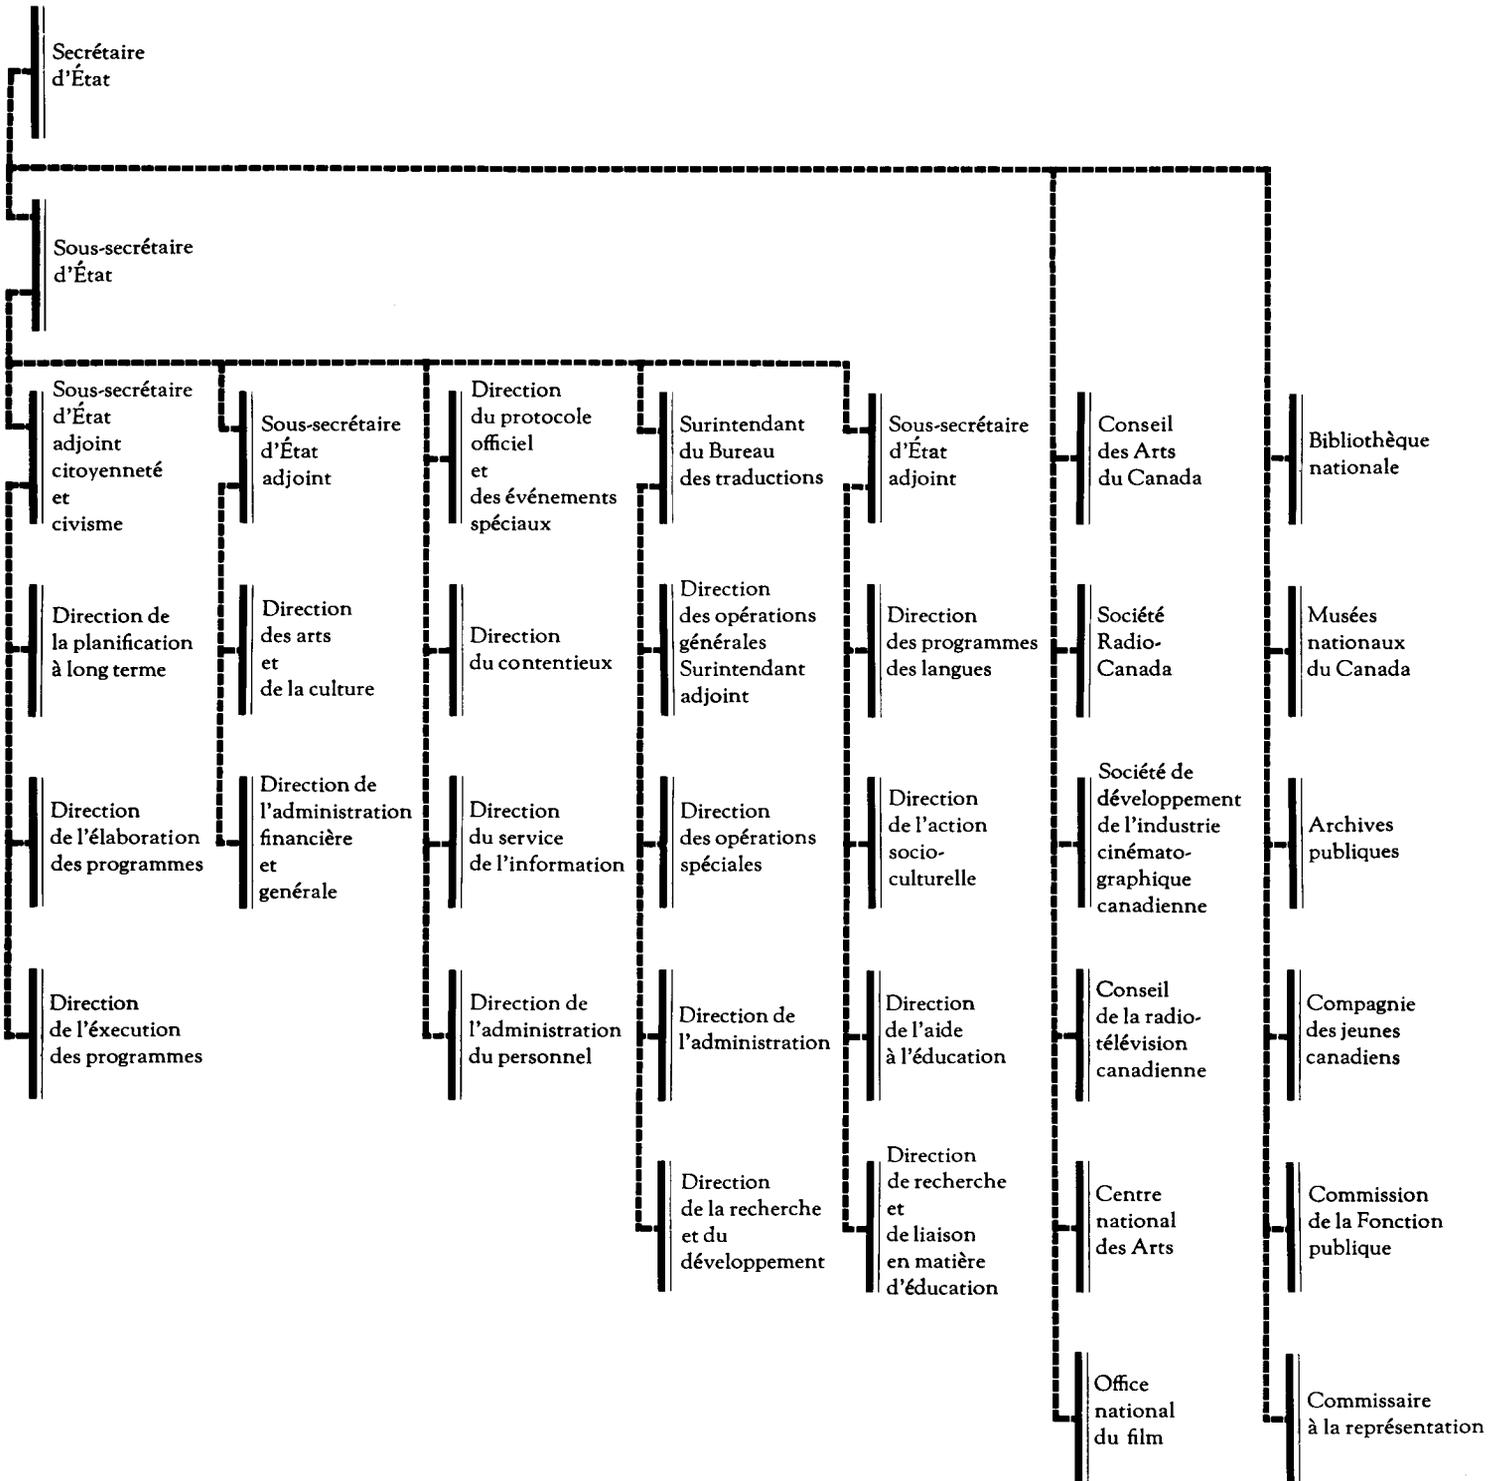 Secrétaire
d'État
Sous-secrétaire
d'État
Sous-secrétaire
d'État
adjoint
citoyenneté
et
civisme
Direction de
la planification
à long terme
Direction
de l'élaboration
des programmes
Direction
de l'éxecution
des programmes
Sous-secrétaire
d'État
adjoint
Direction
des arts
et
de la culture
Direction de
l'administration
financière
et
genérale
Direction
du protocole
officiel
et
des événements
spéciaux
Direction
du contentieux
Direction
du service
de l'information
Direction de
l'administration
du personnel
Surintendant
du Bureau
des traductions
Direction
des opérations
générales
Surintendant
adjoint
Direction
des opérations
spéciales
Direction de
l'administration
Direction
de la recherche
et du
développement
Sous-secrétaire
d'État
adjoint
Direction
des programmes
des langues
Direction
de l'action
socio-
culturelle
Direction
de l'aide
à l'éducation
Direction
de recherche
et
de liaison
en matière
d'éducation
Conseil
des Arts
du Canada
Société
Radio-
Canada
Société de
développement
de l'industrie
cinémato-
graphique
canadienne
Conseil
de la radio-
télévision
canadienne
Centre
national
des Arts
Office
national
du film
Bibliothèque
nationale
Musées
nationaux
du Canada
Archives
publiques
Compagnie
des jeunes
canadiens
Commission
de la Fonction
publique
Commissaire
à la représentation